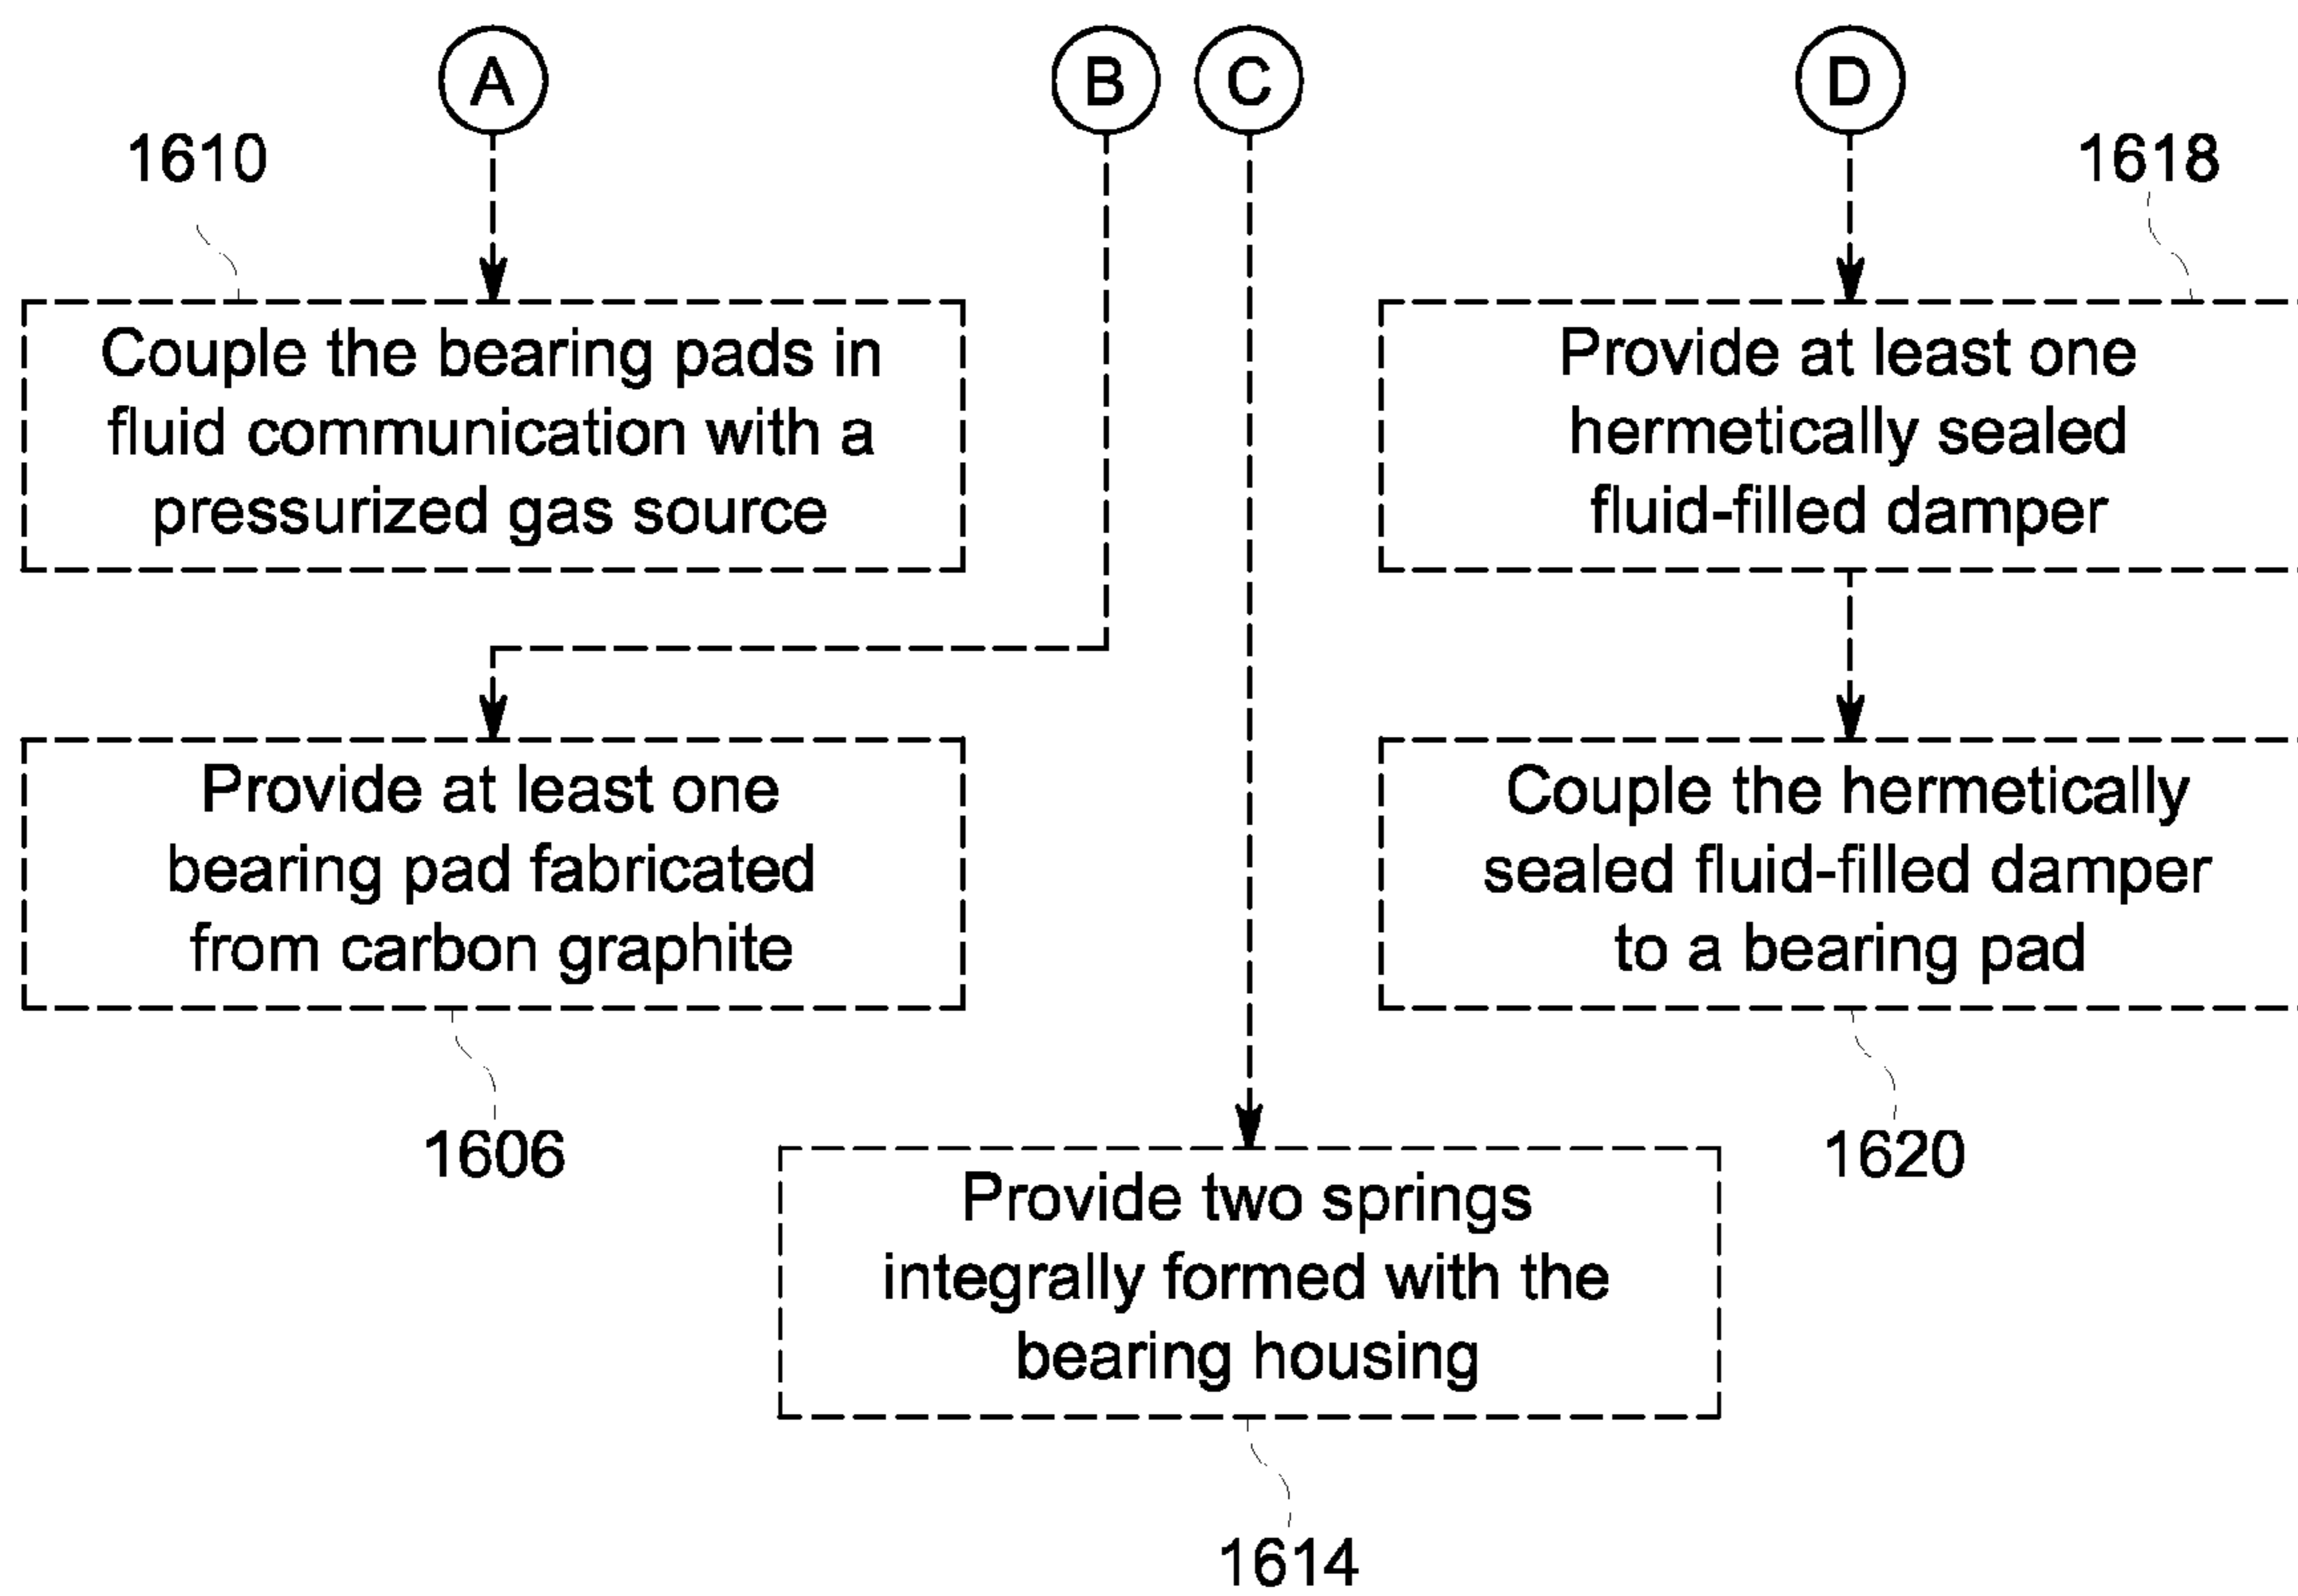 A
B
C
D
1610
1618
Couple the bearing pads in
fluid communication with a
pressurized gas source
Provide at least one
hermetically sealed
fluid-filled damper
Provide at least one
bearing pad fabricated
from carbon graphite
Couple the hermetically
sealed fluid-filled damper
to a bearing pad
1606
1620
Provide two springs
integrally formed with the
bearing housing
1614